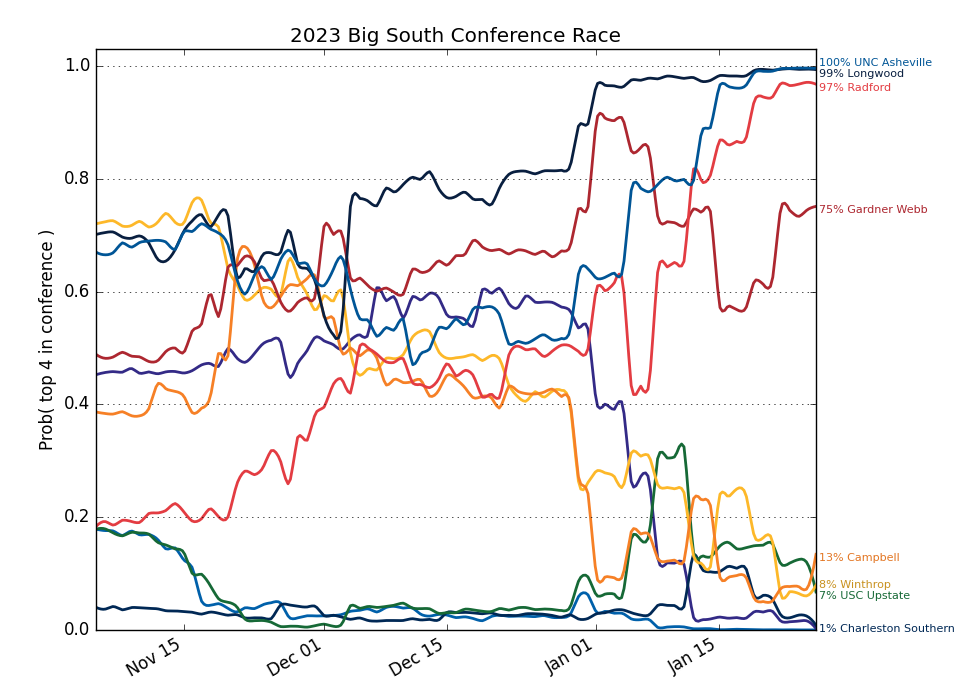 2023 Big South Conference Race
Prob( top 4 in conference )
1.0
0.8
0.6
0.4
0.2
0.0
Nov 15
Dec 01
Dec 15
Jan 01
Jan 15
100% UNC Asheville
99% Longwood
97% Radford
75% Gardner Webb
13% Campbell
8% Winthrop
7% USC Upstate
1% Charleston Southern